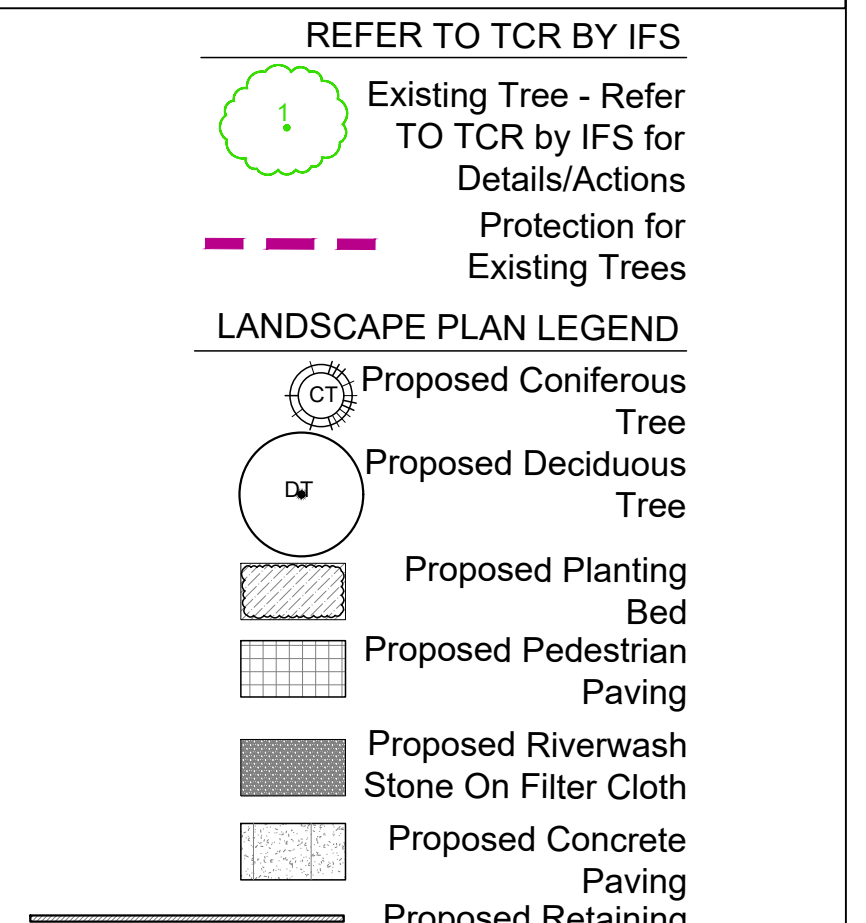 REFER TO TCR BY IFS
1
Existing Tree - Refer
TO TCR by IFS for
Details/Actions
Protection for
Existing Trees
LANDSCAPE PLAN LEGEND
CT
Proposed Coniferous
Tree
DT
Proposed Deciduous
Tree
Proposed Planting
Bed
Proposed Pedestrian
Paving
Proposed Riverwash
Stone On Filter Cloth
Proposed Concrete
Paving
Proposed Retaining